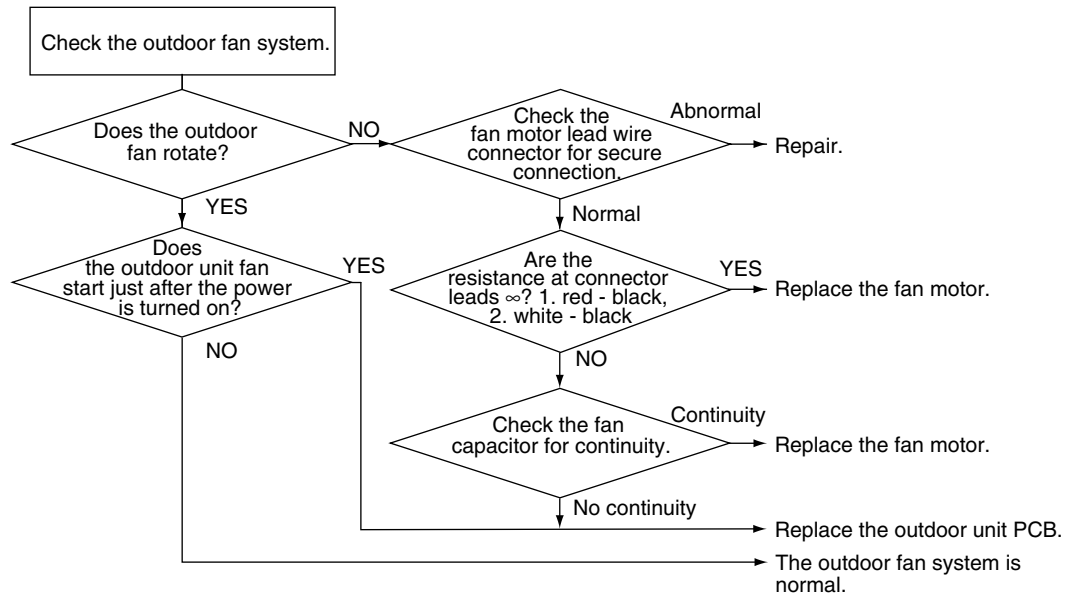 Check the outdoor fan system.
Does the outdoor
fan rotate?
NO
Check the
fan motor lead wire
connector for secure
connection.
Abnormal
Repair.
YES
Normal
Does
the outdoor unit fan
start just after the power
is turned on?
YES
Are the
resistance at connector
leads ∞? 1. red - black,
2. white - black
YES
Replace the fan motor.
NO
NO
Check the fan
capacitor for continuity.
Continuity
Replace the fan motor.
No continuity
Replace the outdoor unit PCB.
The outdoor fan system is
normal.